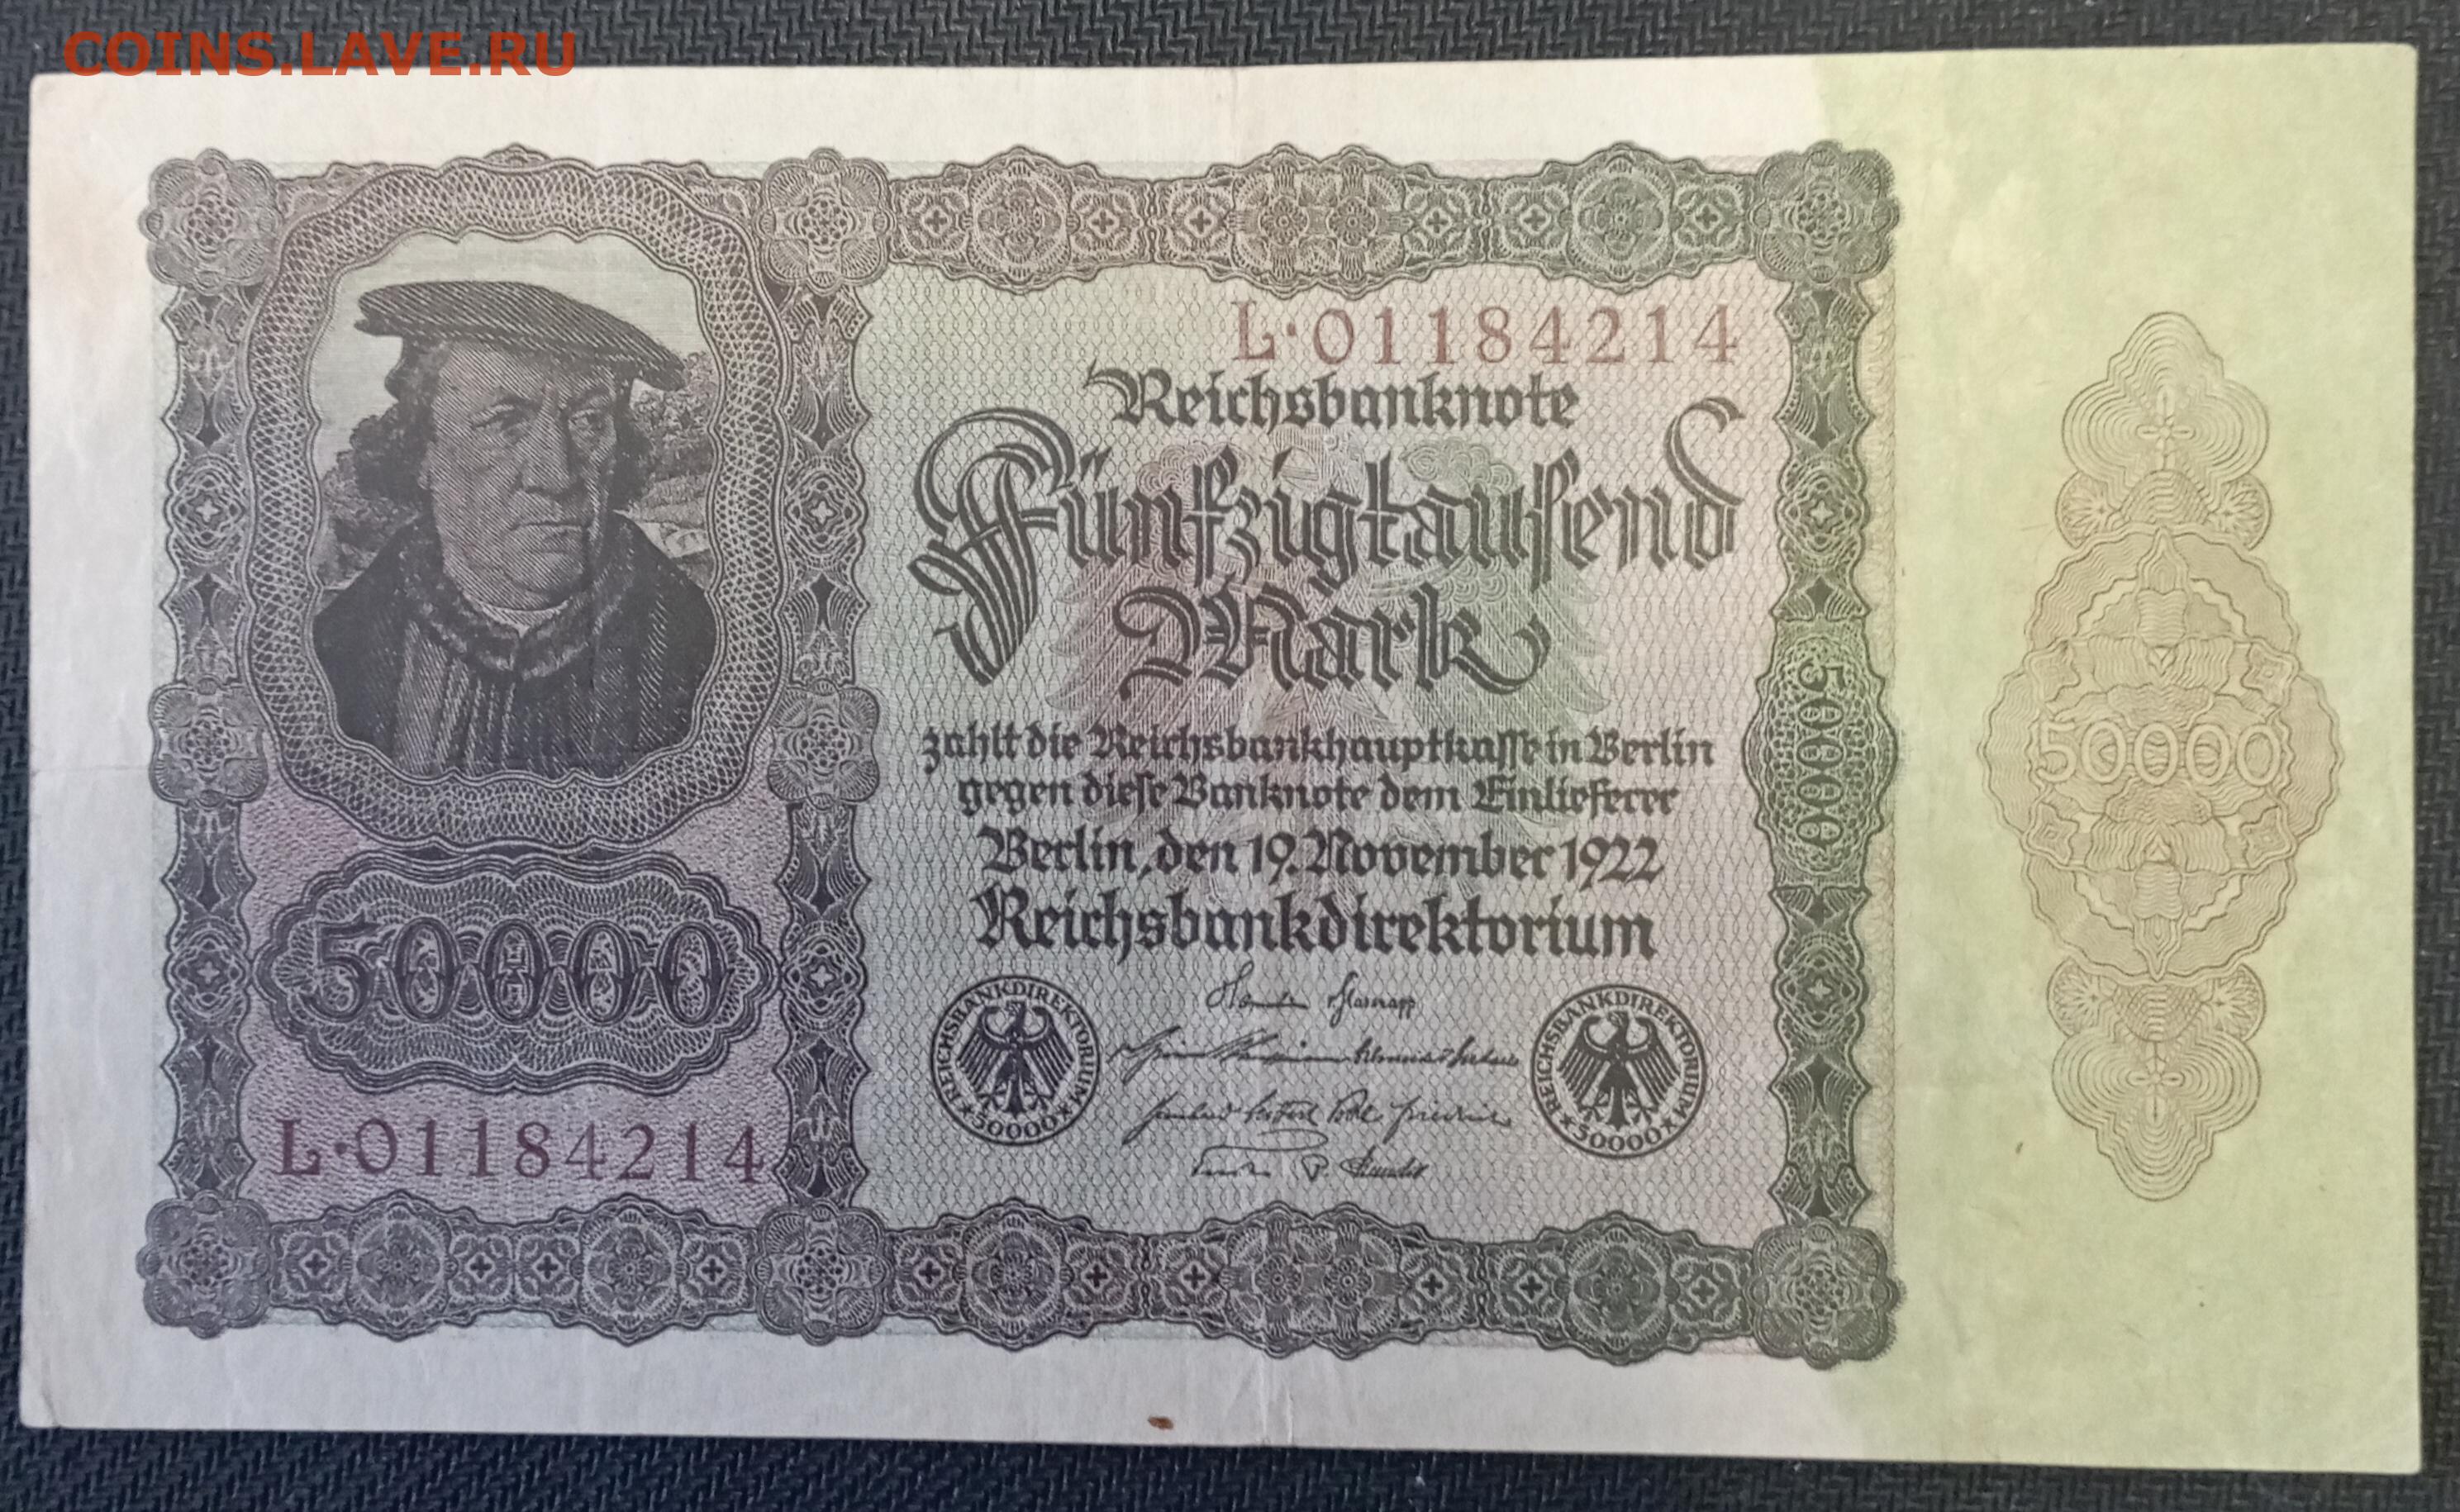 COINS.LAVE.RU
L·01184214
Reichsbanknote
Fünfzigtausend
Mark
zahlt die Reichsbankhauptkasse in Berlin
gegen diese Banknote dem Einlieferer
Berlin, den 19. November 1922
Reichsbankdirektorium
REICHSBANKDIREKTORIUM
*50000*
REICHSBANKDIREKTORIUM
*50000*
50000
L·01184214
50000
50000